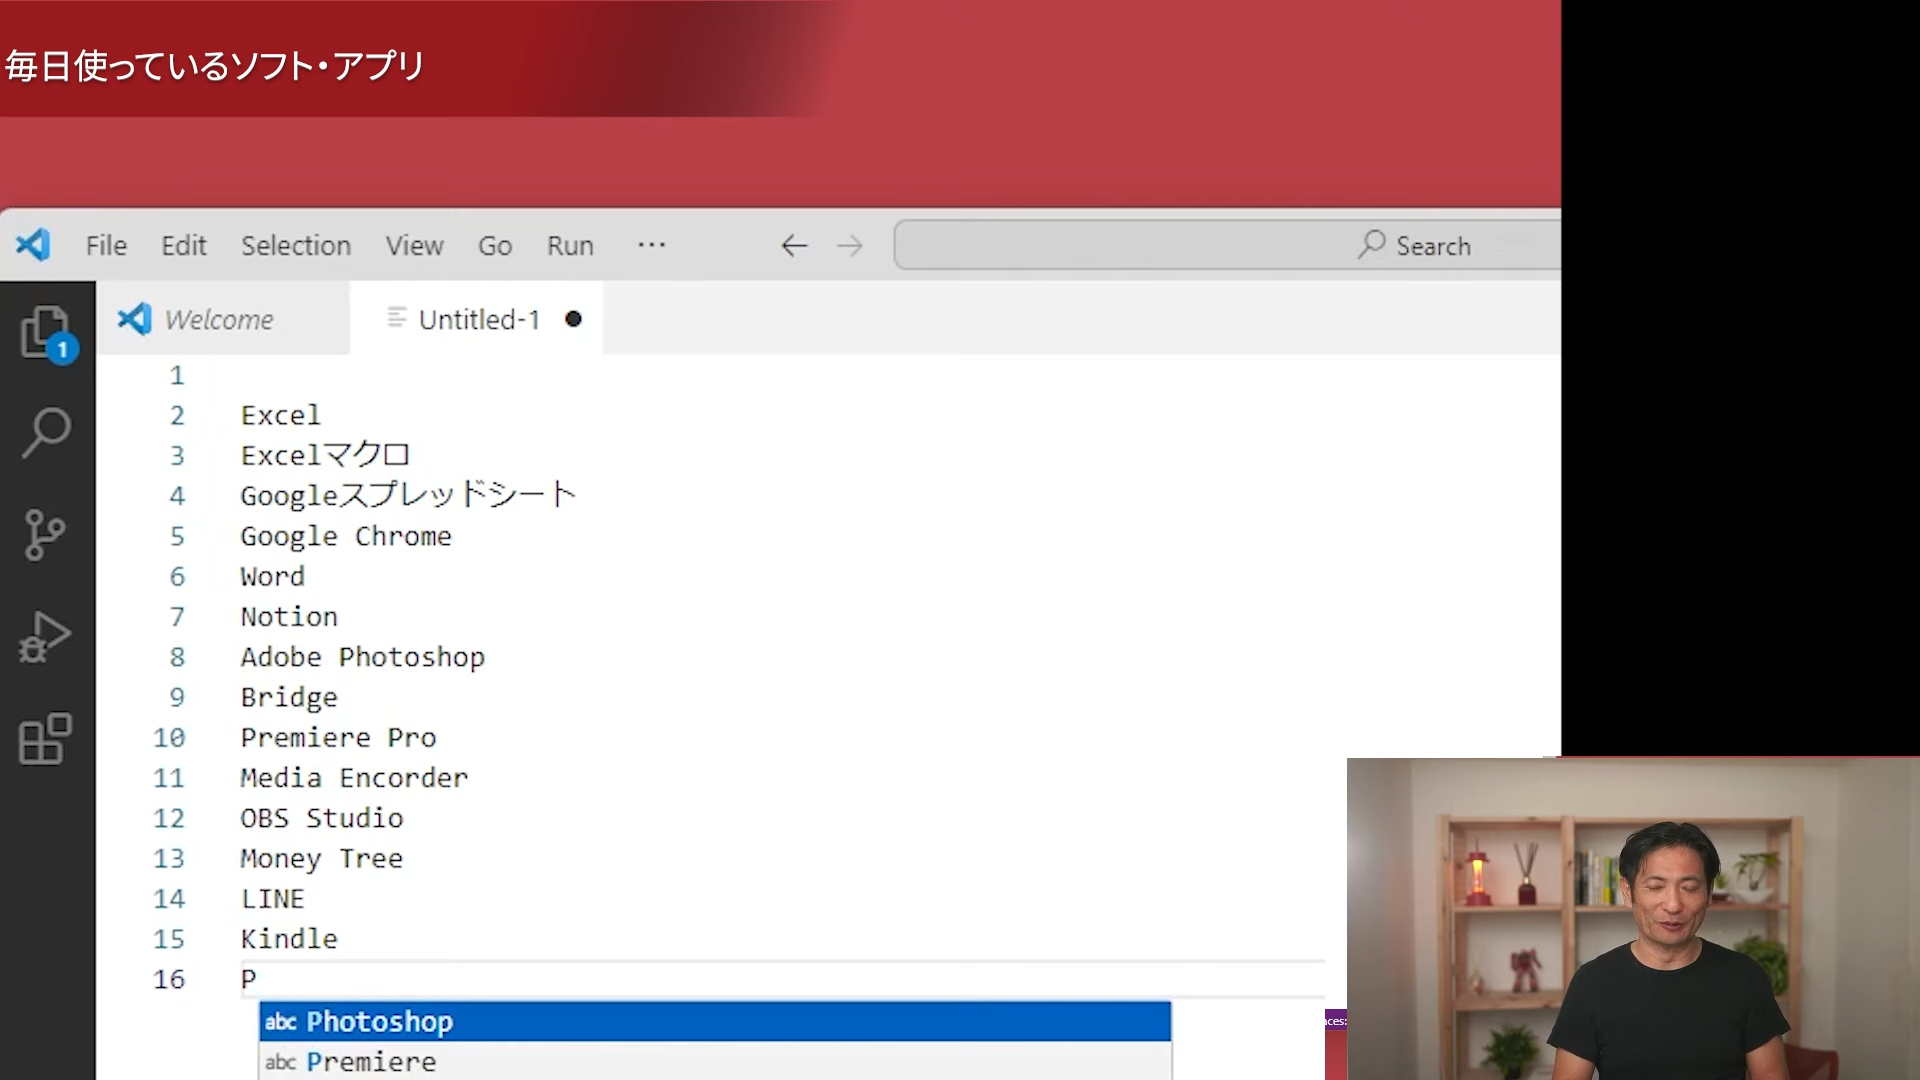 毎日使っているソフト・アプリ
File Edit Selection View Go Run ··· Search
1
Welcome
Untitled-1
1
2 Excel
3 Excelマクロ
4 Googleスプレッドシート
5 Google Chrome
6 Word
7 Notion
8 Adobe Photoshop
9 Bridge
10 Premiere Pro
11 Media Encorder
12 OBS Studio
13 Money Tree
14 LINE
15 Kindle
16 P
abc Photoshop
abc Premiere
aces: